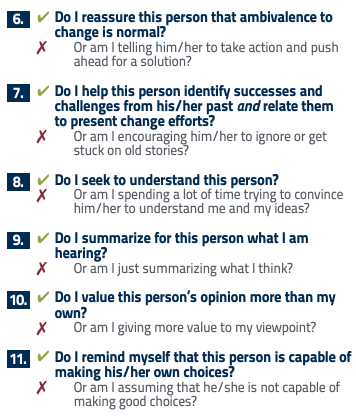 6. ✔ Do I reassure this person that ambivalence to
change is normal?
✗ Or am I telling him/her to take action and push
ahead for a solution?
7. ✔ Do I help this person identify successes and
challenges from his/her past and relate them
to present change efforts?
✗ Or am I encouraging him/her to ignore or get
stuck on old stories?
8. ✔ Do I seek to understand this person?
✗ Or am I spending a lot of time trying to convince
him/her to understand me and my ideas?
9. ✔ Do I summarize for this person what I am
hearing?
✗ Or am I just summarizing what I think?
10. ✔ Do I value this person’s opinion more than my
own?
✗ Or am I giving more value to my viewpoint?
11. ✔ Do I remind myself that this person is capable of
making his/her own choices?
✗ Or am I assuming that he/she is not capable of
making good choices?